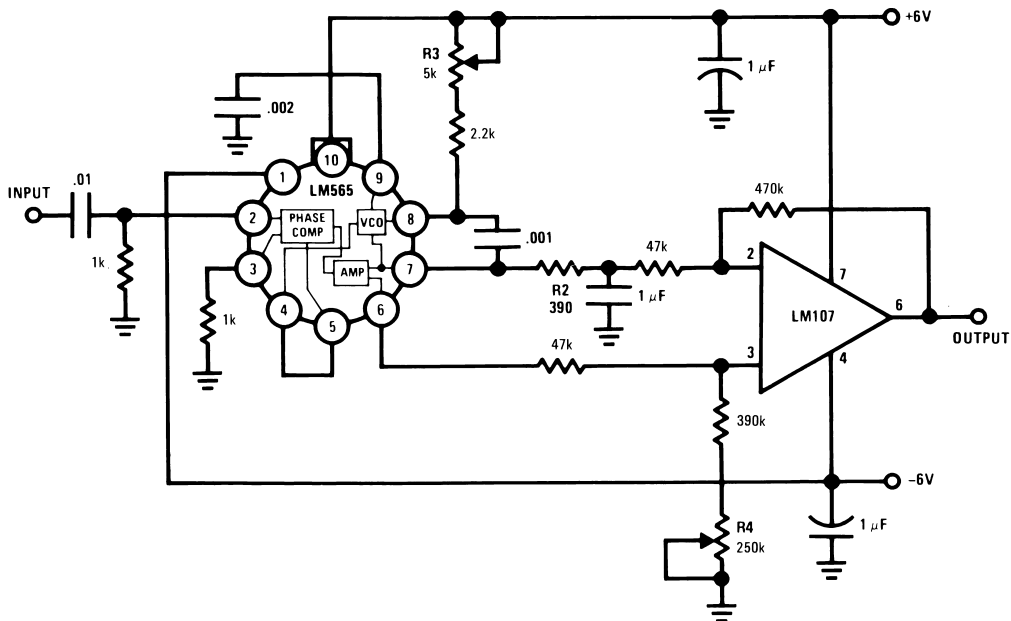 +6V
R3
5k
1 μF
.002
2.2k
10
LM565
1
9
INPUT
.01
470k
2
PHASE
COMP
VCO
8
.001
47k
1k
3
AMP
7
2
7
R2
390
1 μF
LM107
6
OUTPUT
1k
4
5
6
47k
3
4
390k
–6V
R4
250k
1 μF